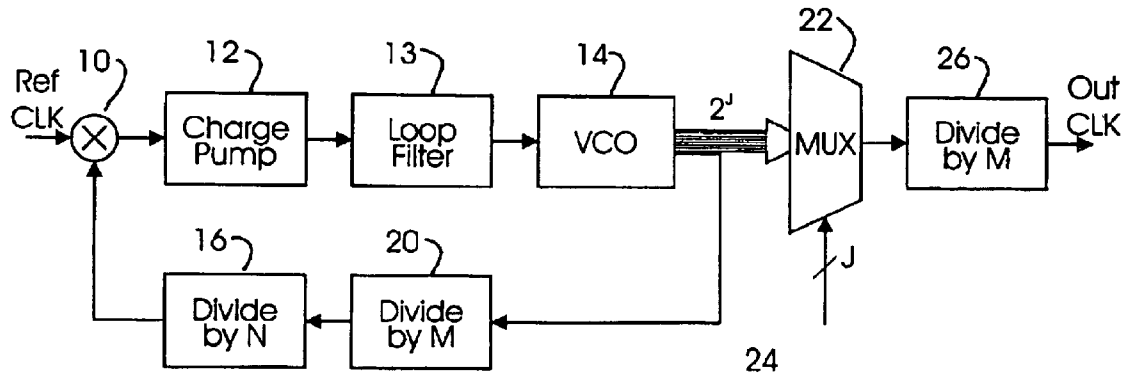 10
12
13
14
22
26
Ref
CLK
Charge
Pump
Loop
Filter
VCO
2^J
MUX
Divide
by M
Out
CLK
16
20
J
Divide
by N
Divide
by M
24